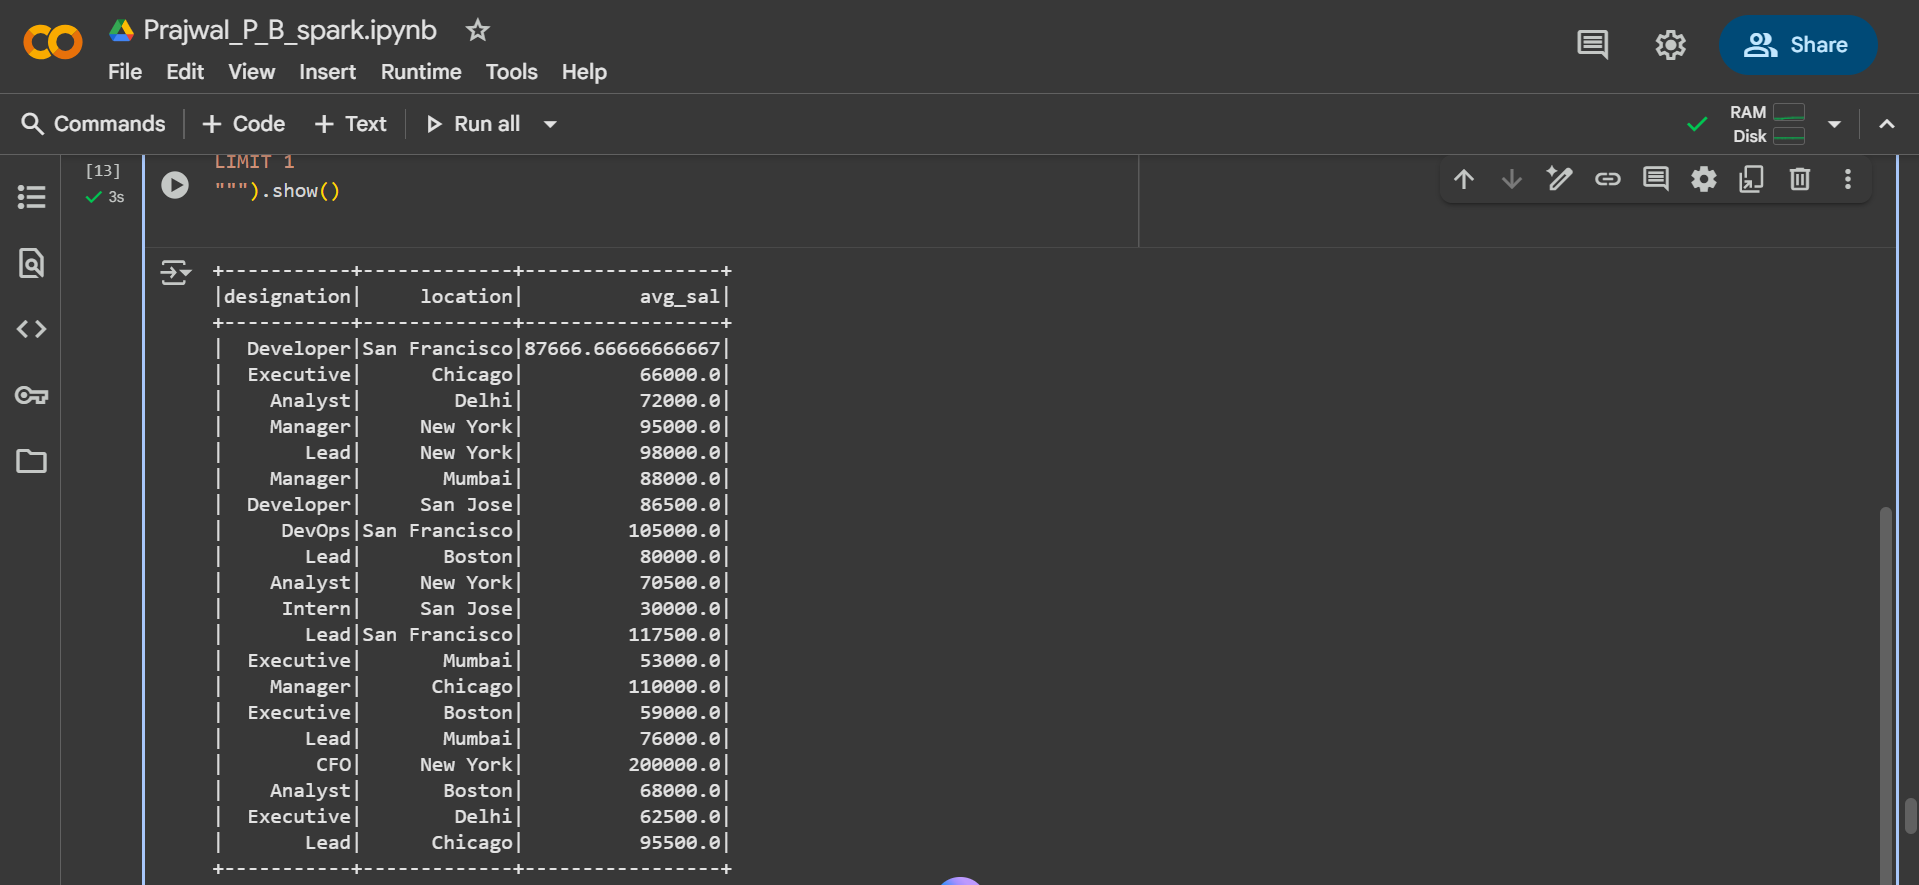 Prajwal_P_B_spark.ipynb
File Edit View Insert Runtime Tools Help
Share
Commands + Code + Text Run all
RAM
Disk
[13]
3s
LIMIT 1
""").show()
+-----------+-------------+-----------------+
|designation|     location|          avg_sal|
+-----------+-------------+-----------------+
|  Developer|San Francisco|87666.66666666667|
|  Executive|      Chicago|          66000.0|
|    Analyst|        Delhi|          72000.0|
|    Manager|     New York|          95000.0|
|       Lead|     New York|          98000.0|
|    Manager|       Mumbai|          88000.0|
|  Developer|     San Jose|          86500.0|
|     DevOps|San Francisco|         105000.0|
|       Lead|       Boston|          80000.0|
|    Analyst|     New York|          70500.0|
|     Intern|     San Jose|          30000.0|
|       Lead|San Francisco|         117500.0|
|  Executive|       Mumbai|          53000.0|
|    Manager|      Chicago|         110000.0|
|  Executive|       Boston|          59000.0|
|       Lead|       Mumbai|          76000.0|
|        CFO|     New York|         200000.0|
|    Analyst|       Boston|          68000.0|
|  Executive|        Delhi|          62500.0|
|       Lead|      Chicago|          95500.0|
+-----------+-------------+-----------------+